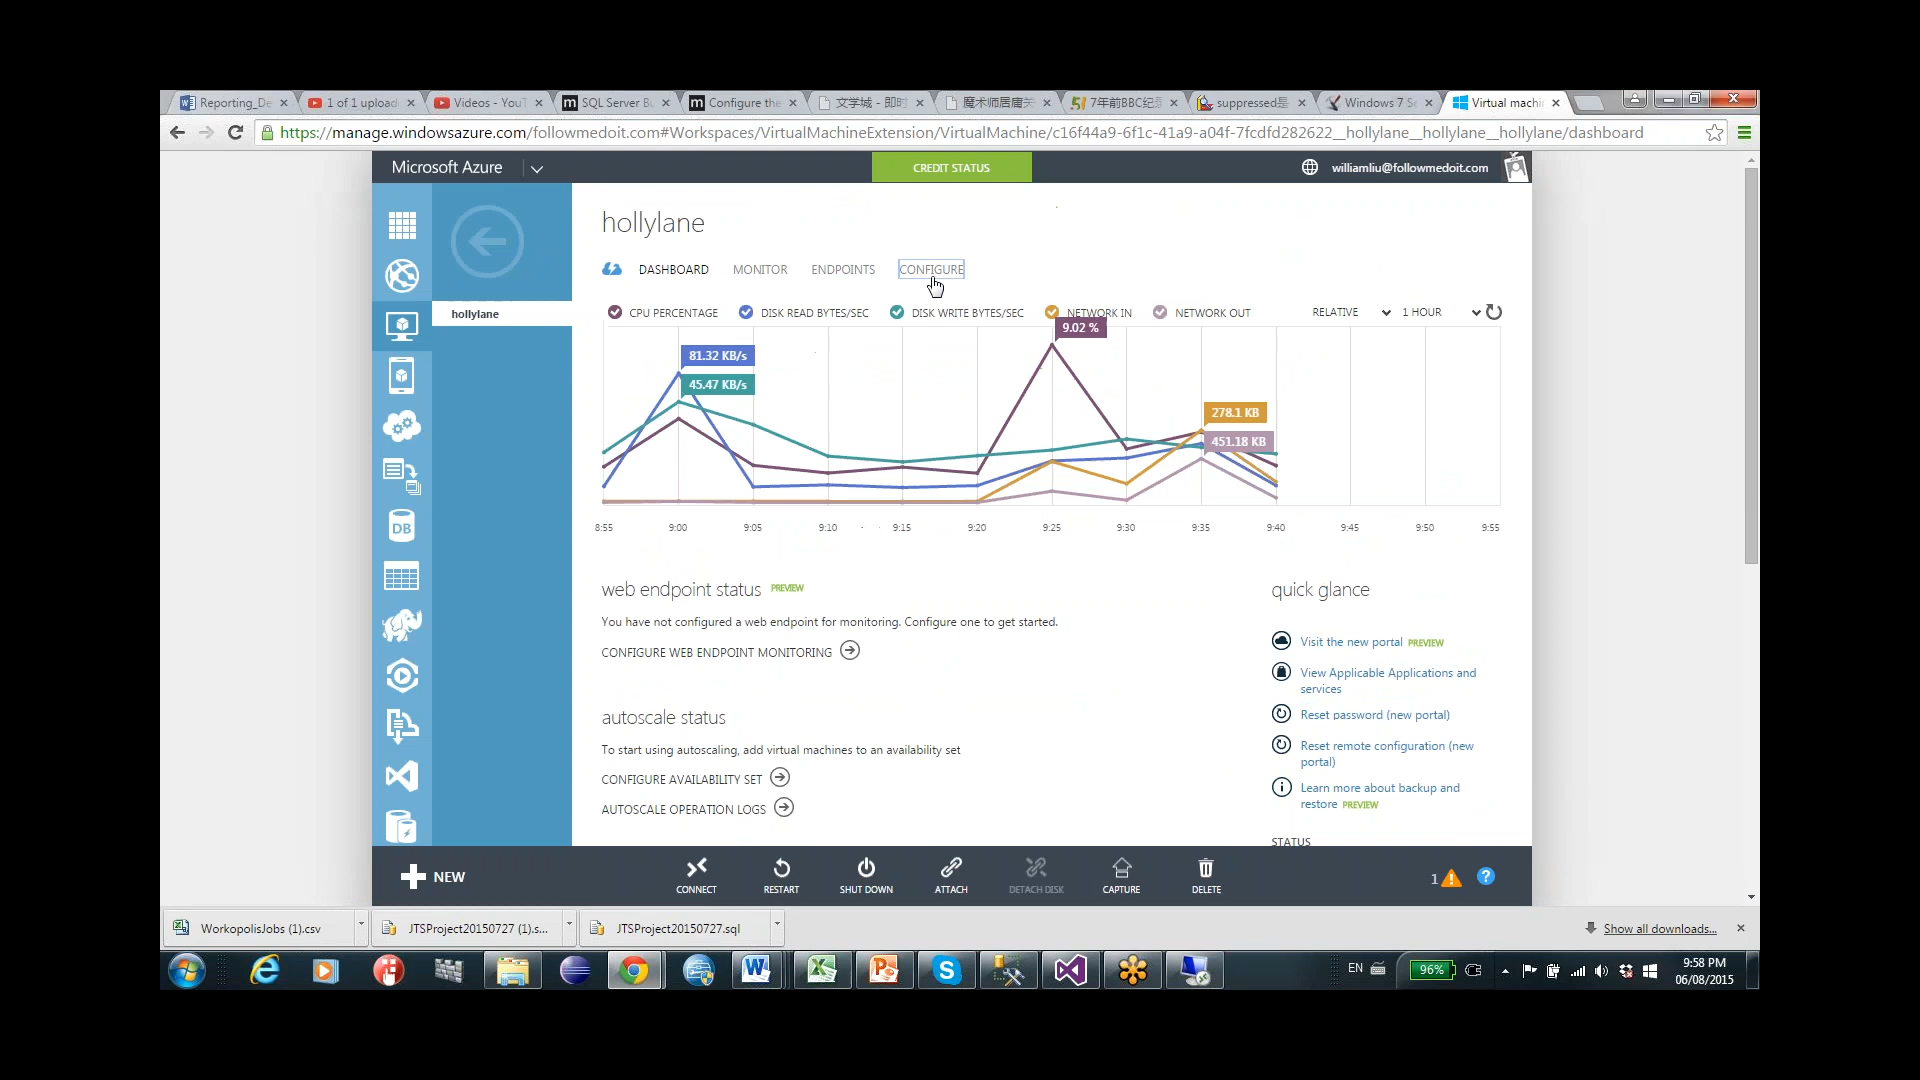 Reporting_De
1 of 1 upload
Videos - YouT
SQL Server Bu
Configure the
文学城 - 即时
7年前BBC纪录
suppressed是
Windows 7 Se
Virtual machin
https://manage.windowsazure.com/followmedoit.com#Workspaces/VirtualMachineExtension/VirtualMachine/c16f44a9-6f1c-41a9-a04f-7fcdfd282622__hollylane__hollylane__hollylane/dashboard
Microsoft Azure
CREDIT STATUS
williamliu@followmedoit.com
hollylane
DASHBOARD MONITOR ENDPOINTS CONFIGURE
hollylane
CPU PERCENTAGE DISK READ BYTES/SEC DISK WRITE BYTES/SEC NETWORK IN NETWORK OUT RELATIVE 1 HOUR
9.02 %
81.32 KB/s
45.47 KB/s
278.1 KB
451.18 KB
8:55 9:00 9:05 9:10 9:15 9:20 9:25 9:30 9:35 9:40 9:45 9:50 9:55
web endpoint status PREVIEW
You have not configured a web endpoint for monitoring. Configure one to get started.
CONFIGURE WEB ENDPOINT MONITORING
autoscale status
To start using autoscaling, add virtual machines to an availability set
CONFIGURE AVAILABILITY SET
AUTOSCALE OPERATION LOGS
quick glance
Visit the new portal PREVIEW
View Applicable Applications and
services
Reset password (new portal)
Reset remote configuration (new
portal)
Learn more about backup and
restore PREVIEW
STATUS
DB
NEW
CONNECT
RESTART
SHUT DOWN
ATTACH
DETACH DISK
CAPTURE
DELETE
1
WorkopolisJobs (1).csv
JTSProject20150727 (1).s...
JTSProject20150727.sql
Show all downloads...
EN
96%
9:58 PM
06/08/2015